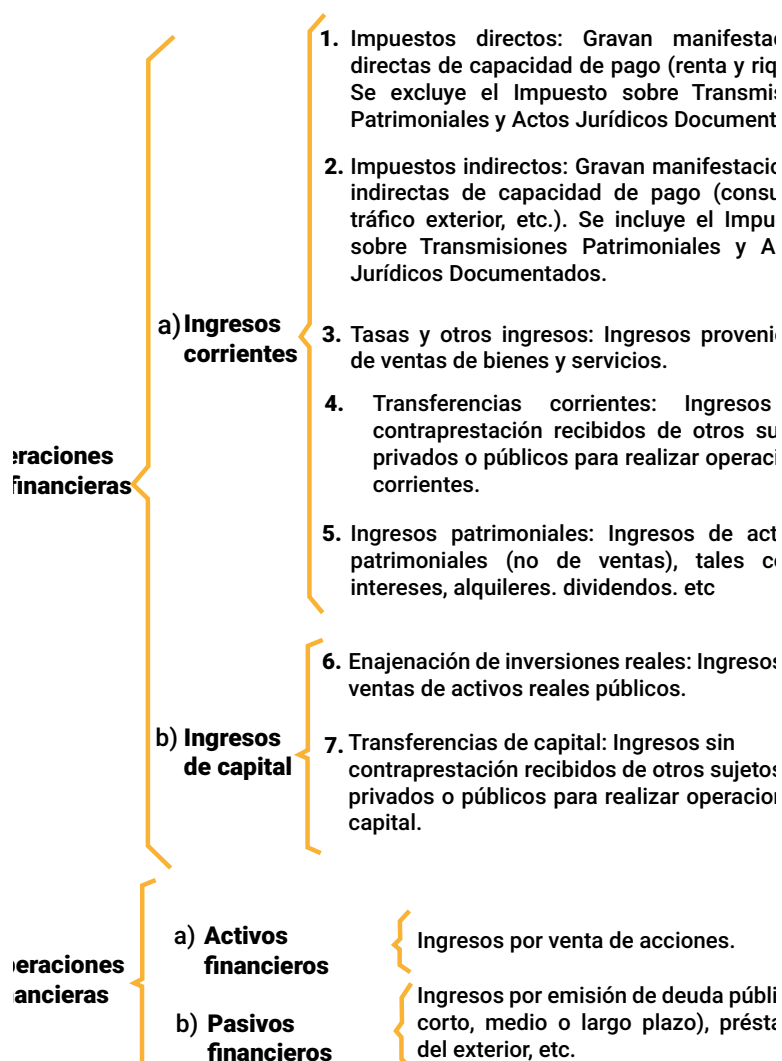 1. Impuestos directos: Gravan
directas de capacidad de pago (renta y
Se excluye el Impuesto sobre
Patrimoniales y Actos Jurídicos
2. Impuestos indirectos: Gravan
indirectas de capacidad de pago
tráfico exterior, etc.). Se incluye el
sobre Transmisiones Patrimoniales y
Jurídicos Documentados.
a) Ingresos
corrientes
3. Tasas y otros ingresos: Ingresos
de ventas de bienes y servicios.
4. Transferencias corrientes: Ingresos
contraprestación recibidos de otros
privados o públicos para realizar
corrientes.
financieras
5. Ingresos patrimoniales: Ingresos de
patrimoniales (no de ventas), tales
intereses, alquileres. dividendos. etc
6. Enajenación de inversiones reales: Ingresos
ventas de activos reales públicos.
b) Ingresos
de capital
7. Transferencias de capital: Ingresos sin
contraprestación recibidos de otros sujetos
privados o públicos para realizar
capital.
a) Activos
financieros
Ingresos por venta de acciones.
b) Pasivos
financieros
Ingresos por emisión de deuda
corto, medio o largo plazo),
del exterior, etc.